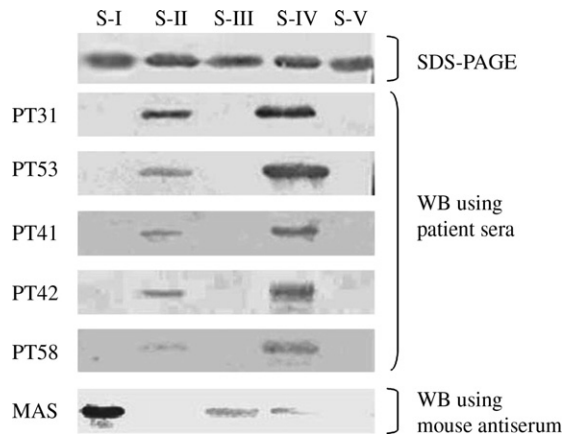 S-I S-II S-III S-IV S-V
SDS-PAGE
PT31
PT53
WB using
patient sera
PT41
PT42
PT58
MAS
WB using
mouse antiserum